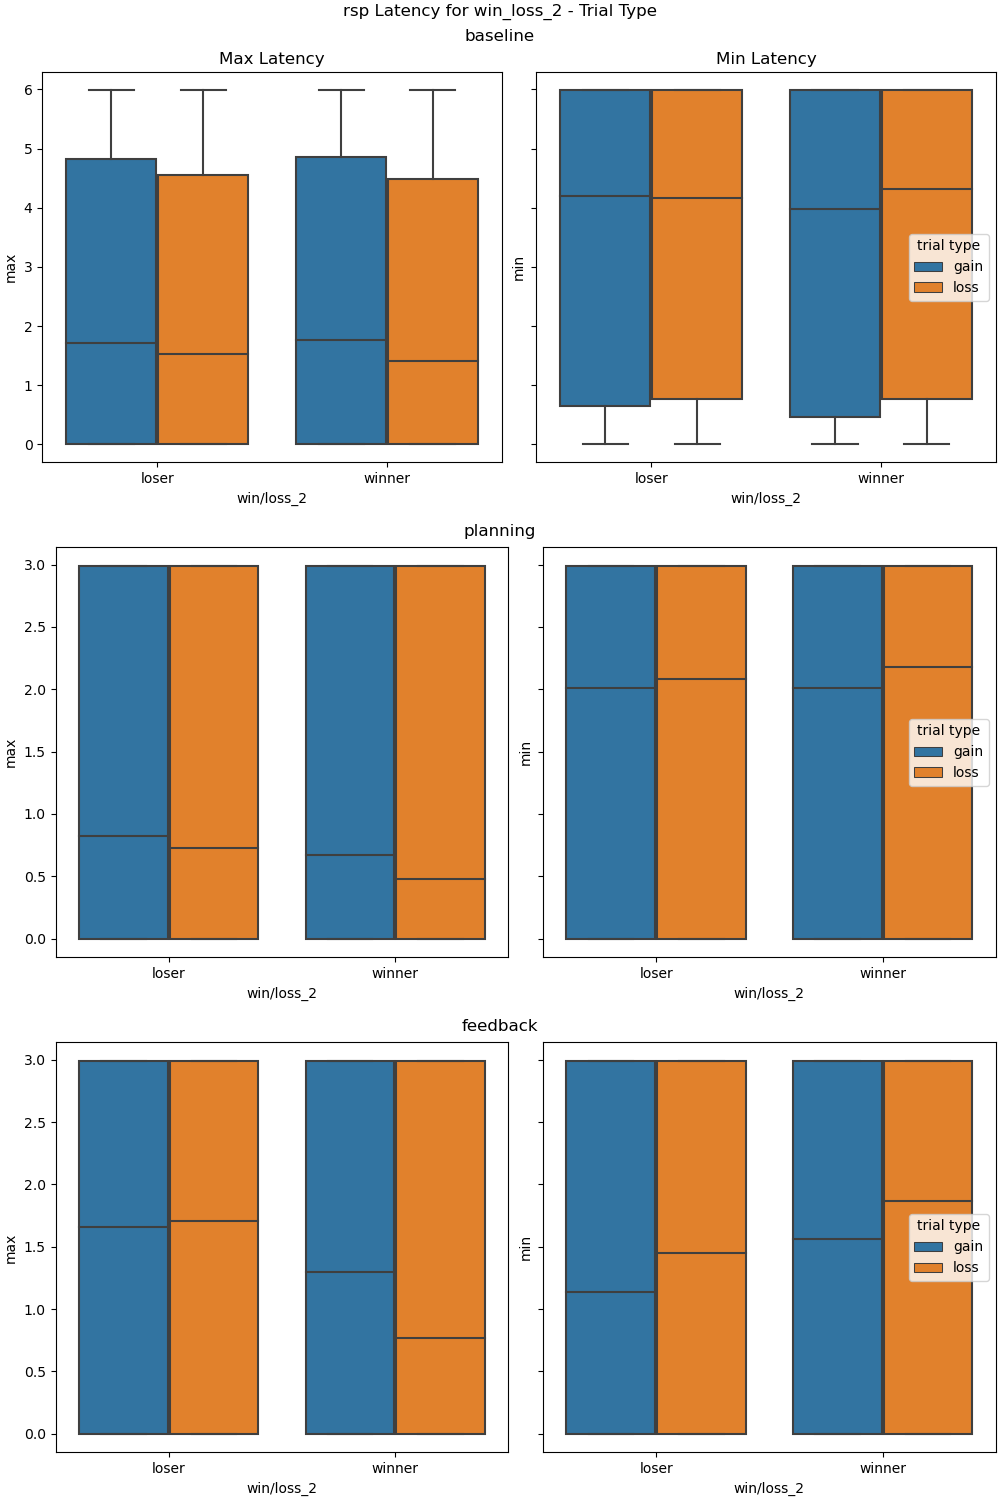 rsp Latency for win_loss_2 - Trial Type
baseline
Max Latency
Min Latency
max
6
5
4
3
2
1
0
loser
winner
win/loss_2
min
loser
winner
win/loss_2
trial type
gain
loss
planning
max
3.0
2.5
2.0
1.5
1.0
0.5
0.0
loser
winner
win/loss_2
min
loser
winner
win/loss_2
trial type
gain
loss
feedback
max
3.0
2.5
2.0
1.5
1.0
0.5
0.0
loser
winner
win/loss_2
min
loser
winner
win/loss_2
trial type
gain
loss